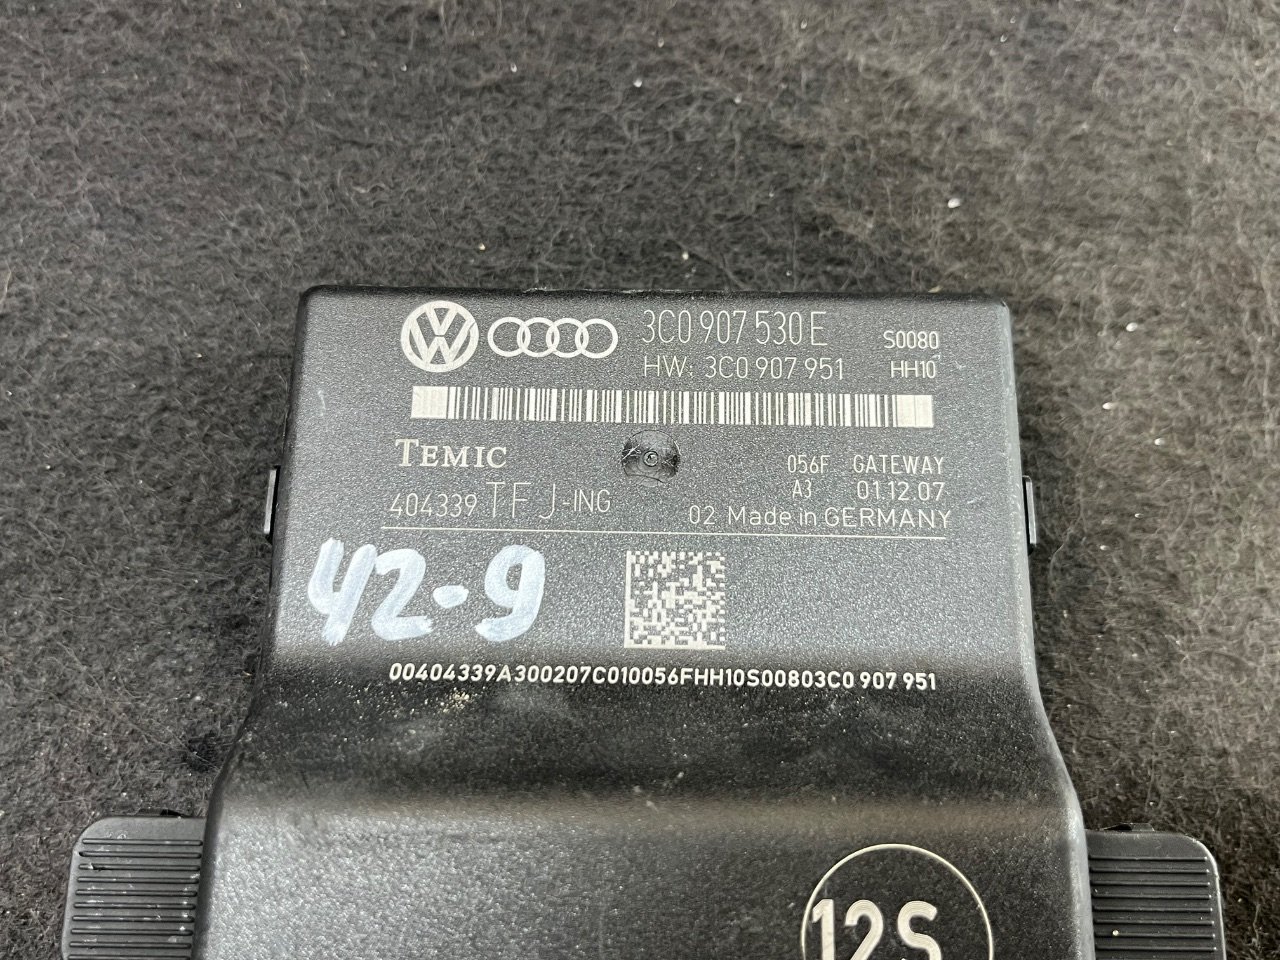 3C0 907 530 E
S0080
HW: 3C0 907 951
HH10
TEMIC
056F GATEWAY
A3 01.12.07
404339 TF J-ING
02 Made in GERMANY
42-9
00404339A300207C010056FHH10S00803C0 907 951
12S